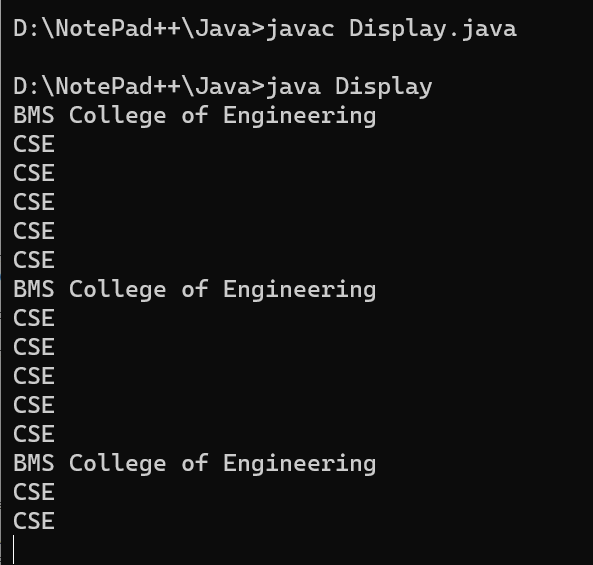 D:\NotePad++\Java>javac Display.java
D:\NotePad++\Java>java Display
BMS College of Engineering
CSE
CSE
CSE
CSE
CSE
BMS College of Engineering
CSE
CSE
CSE
CSE
CSE
BMS College of Engineering
CSE
CSE